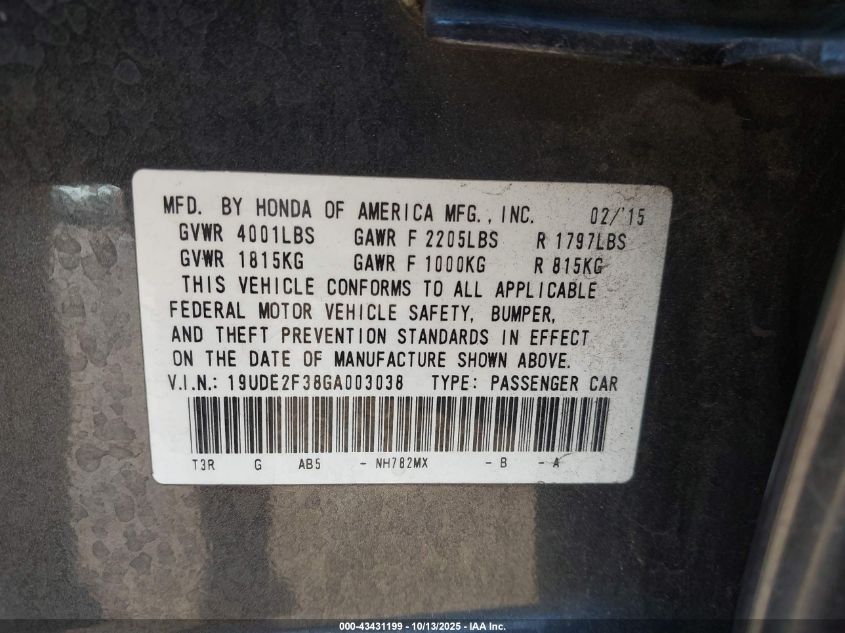 MFD. BY HONDA OF AMERICA MFG., INC. 02/'15
GVWR 4001LBS GAWR F 2205LBS R 1797LBS
GVWR 1815KG GAWR F 1000KG R 815KG
THIS VEHICLE CONFORMS TO ALL APPLICABLE
FEDERAL MOTOR VEHICLE SAFETY, BUMPER,
AND THEFT PREVENTION STANDARDS IN EFFECT
ON THE DATE OF MANUFACTURE SHOWN ABOVE.
V.I.N.: 19UDE2F38GA003038 TYPE: PASSENGER CAR
T3R G AB5 - NH782MX - B - A
000-43431199 | 10/13/2025 - IAA Inc.